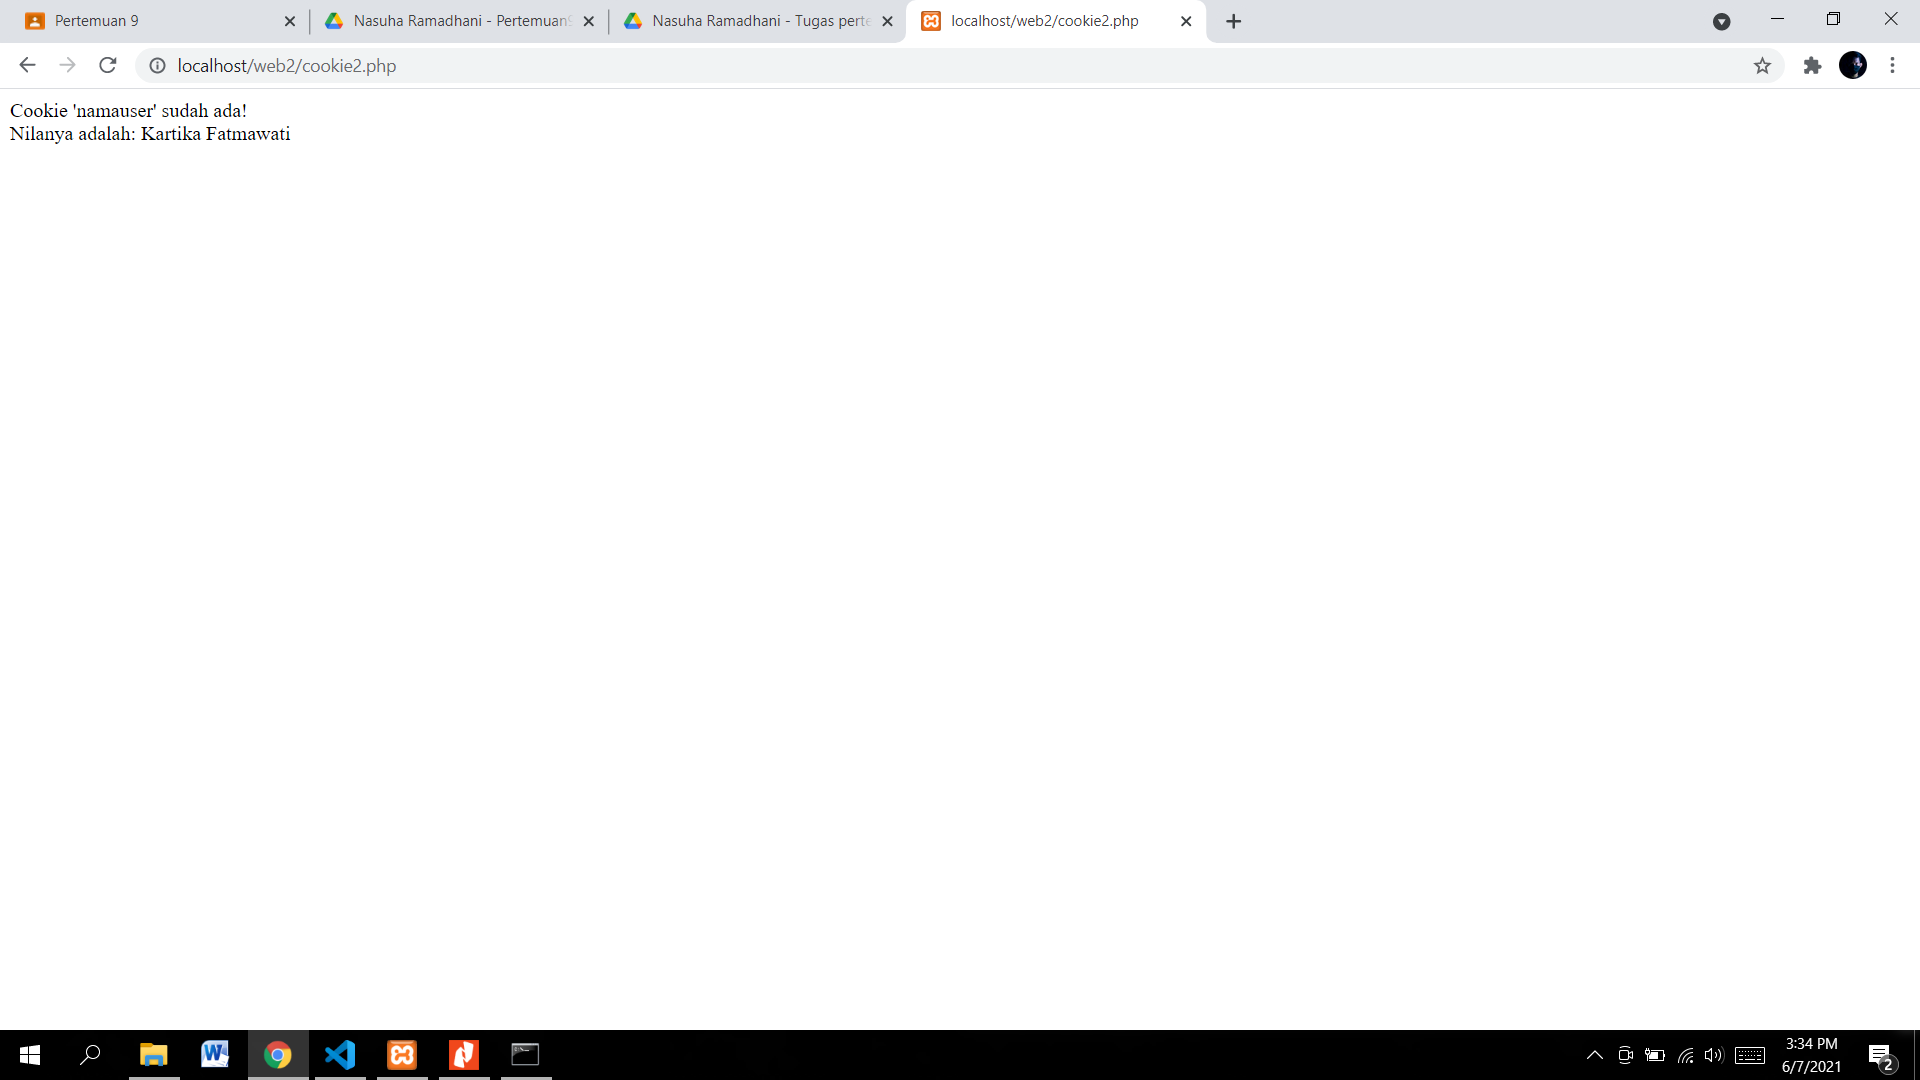 Pertemuan 9
Nasuha Ramadhani - Pertemuan9
Nasuha Ramadhani - Tugas perte
localhost/web2/cookie2.php
localhost/web2/cookie2.php
Cookie 'namauser' sudah ada!
Nilanya adalah: Kartika Fatmawati
3:34 PM
6/7/2021
2